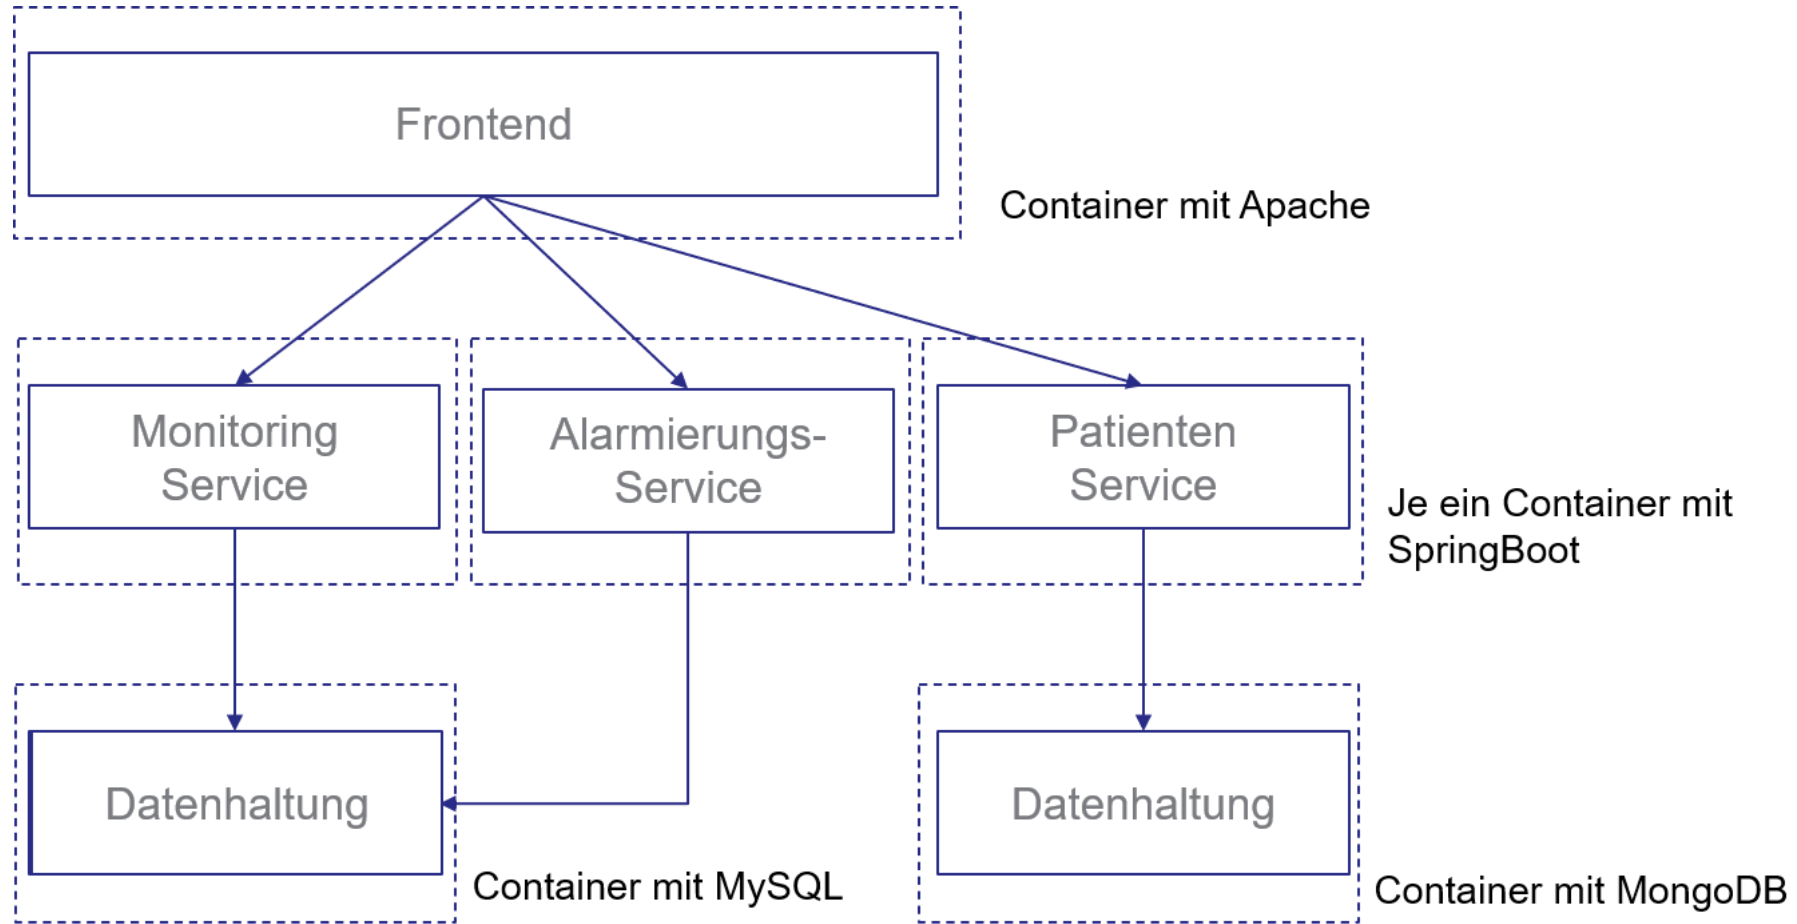 Frontend
Container mit Apache
Monitoring
Service
Alarmierungs-
Service
Patienten
Service
Je ein Container mit
SpringBoot
Datenhaltung
Container mit MySQL
Datenhaltung
Container mit MongoDB